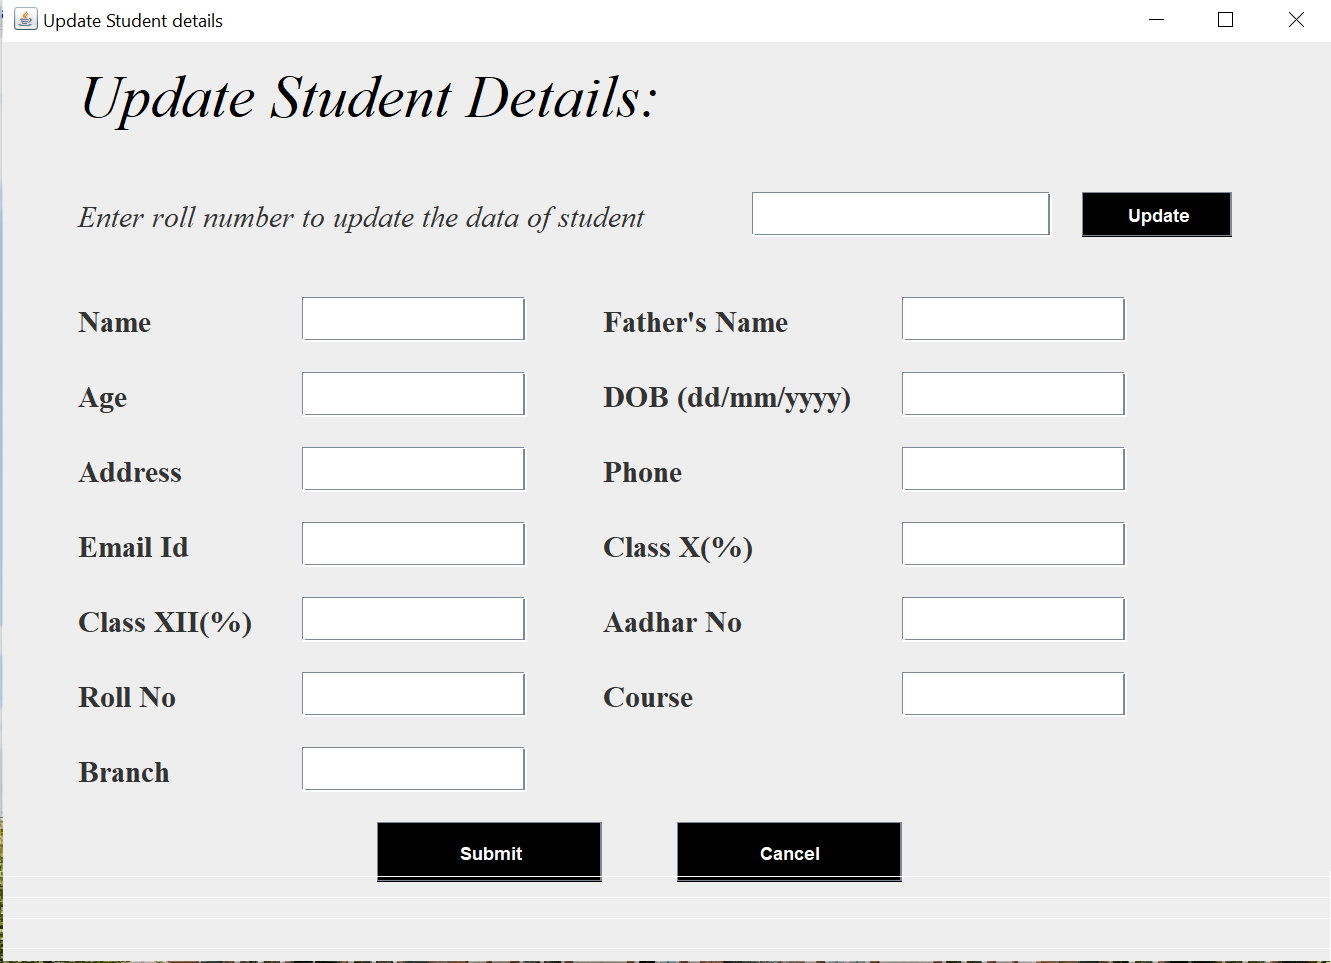 Update Student details
Update Student Details:
Enter roll number to update the data of student
Update
Name
Father's Name
Age
DOB (dd/mm/yyyy)
Address
Phone
Email Id
Class X(%)
Class XII(%)
Aadhar No
Roll No
Course
Branch
Submit
Cancel